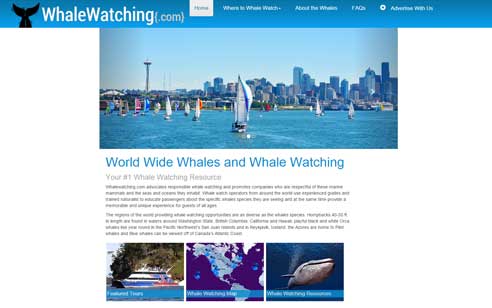 WhaleWatching{.com}
Home Where to Whale Watch About the Whales FAQs Advertise With Us
World Wide Whales and Whale Watching
Your #1 Whale Watching Resource
Whalewatching.com advocates responsible whale watching and promotes companies who are respectful of these marine
mammals and the seas and oceans they inhabit. Whale watch operators from around the world use experienced guides and
trained naturalists to educate passengers about the specific whales species they are seeing and at the same time provide a
memorable and unique experience for guests of all ages.
The regions of the world providing whale watching opportunities are as diverse as the whales species. Humpbacks 40-50 ft.
in length are found in waters around Washington State, British Columbia, California and Hawaii; playful black and white Orca
whales live year round in the Pacific Northwest's San Juan Islands and in Reykjavik, Iceland; the Azores are home to Pilot
whales and Blue whales can be viewed off of Canada's Atlantic Coast.
Featured Tours Whale Watching Map Whale Watching Resources